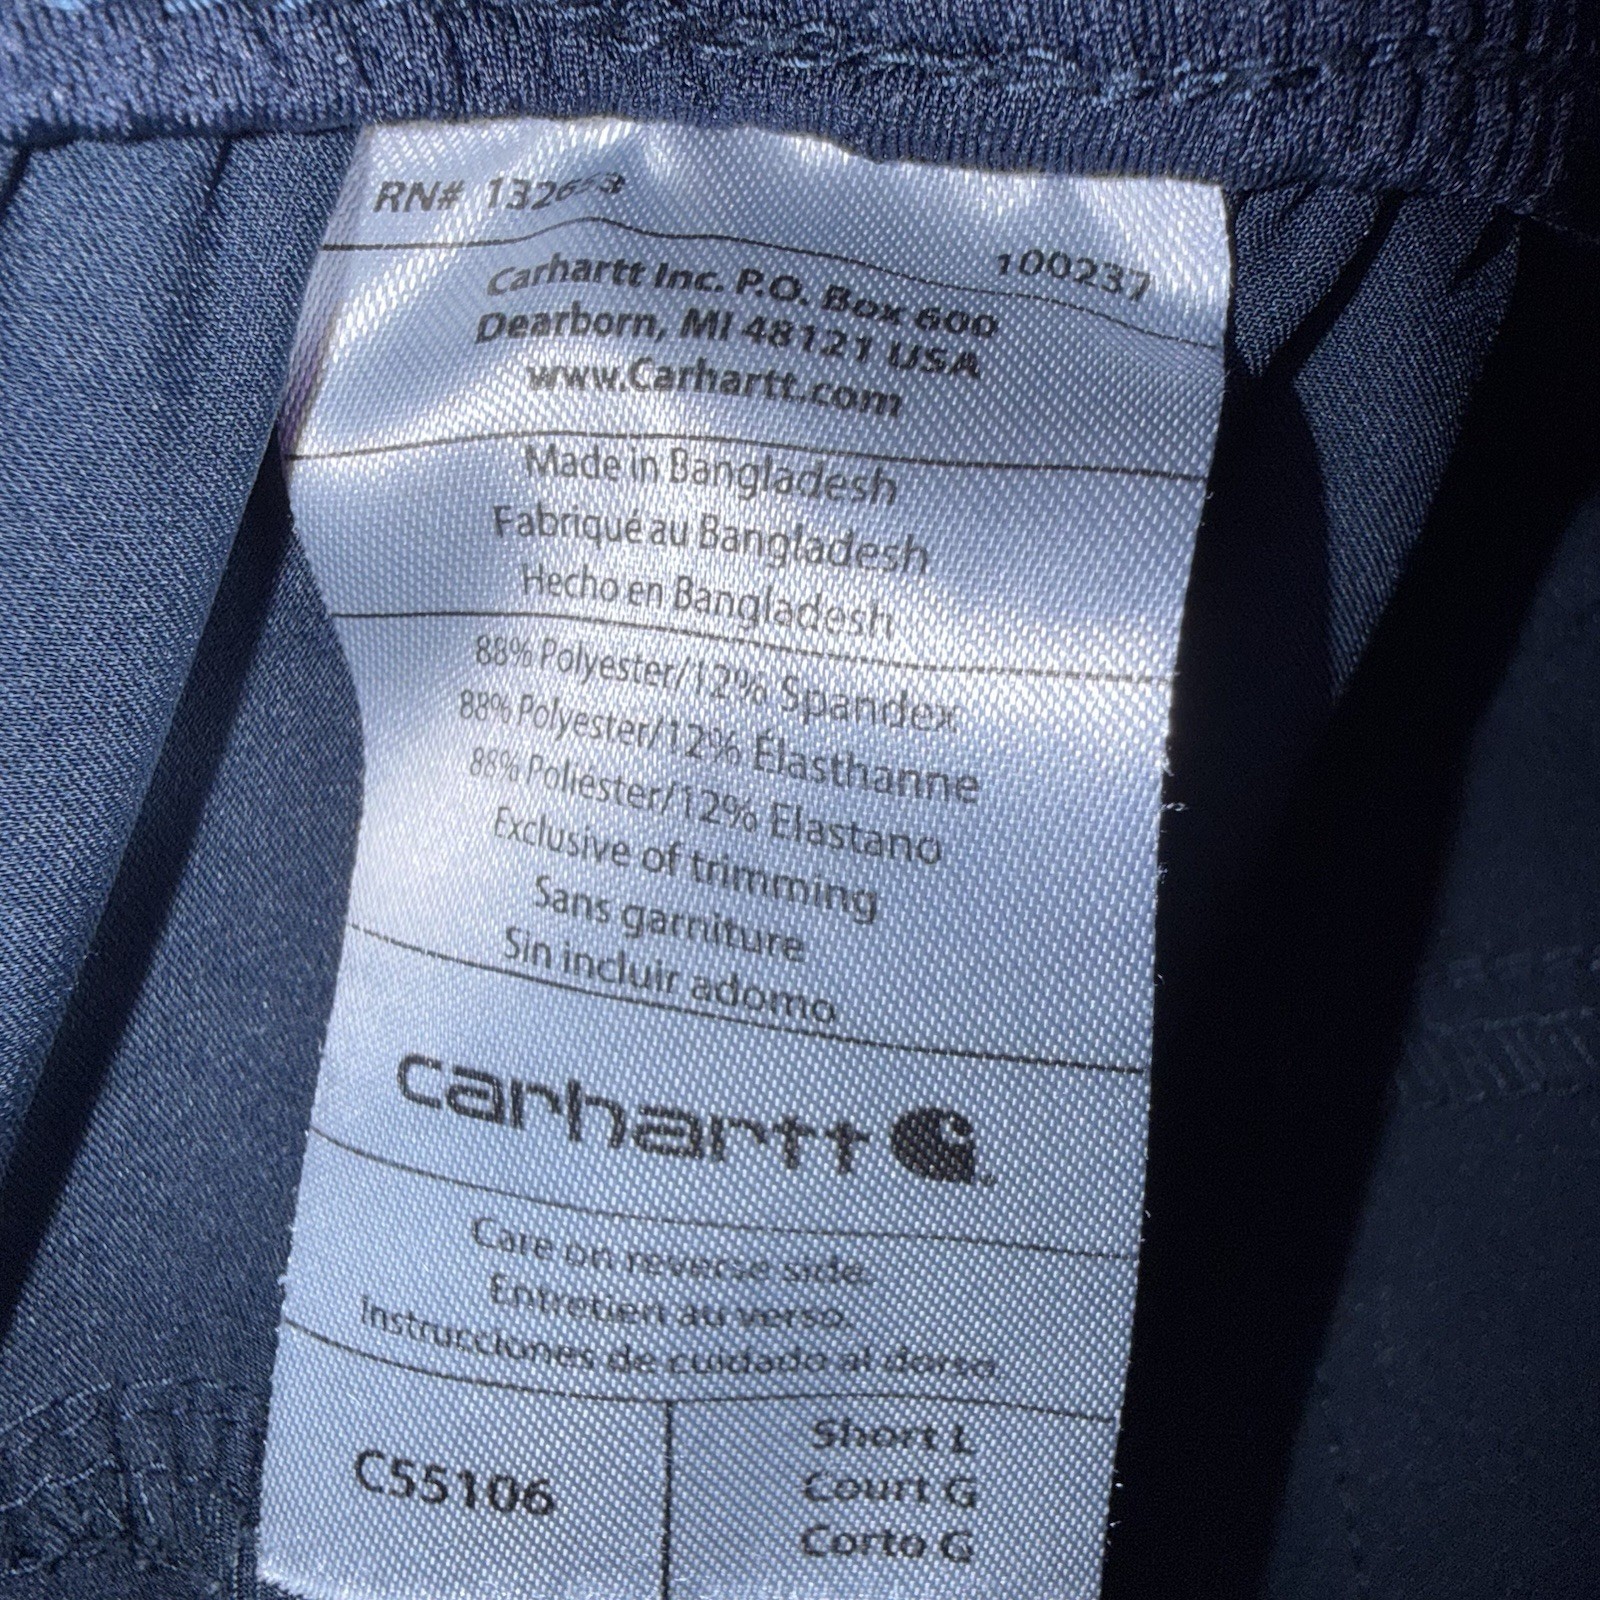 RN#
100237
Carhartt Inc. P.O. Box 600
Dearborn, MI 48121 USA
www.Carhartt.com
Made in Bangladesh
Fabriqué au Bangladesh
Hecho en Bangladesh
88% Polyester/12% Spandex
88% Polyester/12% Élasthanne
88% Poliester/12% Elastano
Exclusive of trimming
Sans garniture
Sin incluir adorno
carhartt
Care on reverse side.
Entretien au verso.
Instrucciones de cuidado al dorso.
C55106
Short L
Court G
Corto G